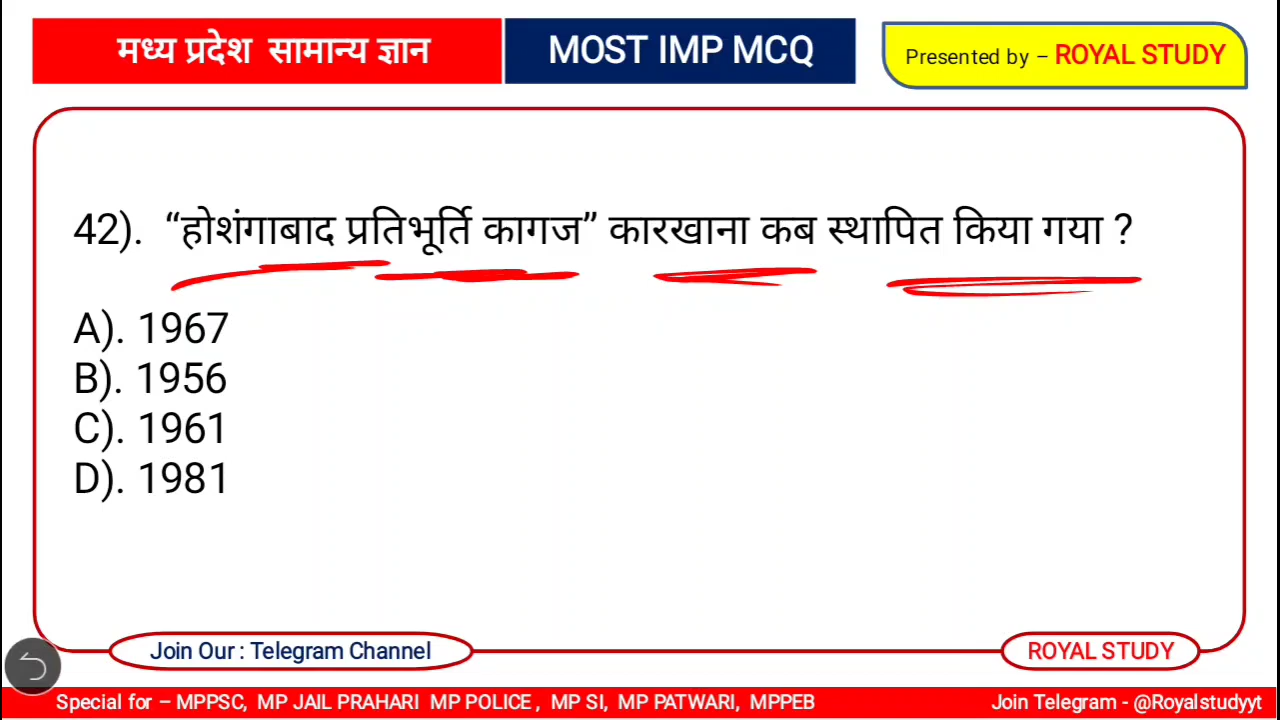 मध्य प्रदेश सामान्य ज्ञान
MOST IMP MCQ
Presented by – ROYAL STUDY
42). “होशंगाबाद प्रतिभूर्ति कागज” कारखाना कब स्थापित किया गया ?
A). 1967
B). 1956
C). 1961
D). 1981
Join Our : Telegram Channel
ROYAL STUDY
Special for – MPPSC, MP JAIL PRAHARI MP POLICE , MP SI, MP PATWARI, MPPEB
Join Telegram - @Royalstudyyt